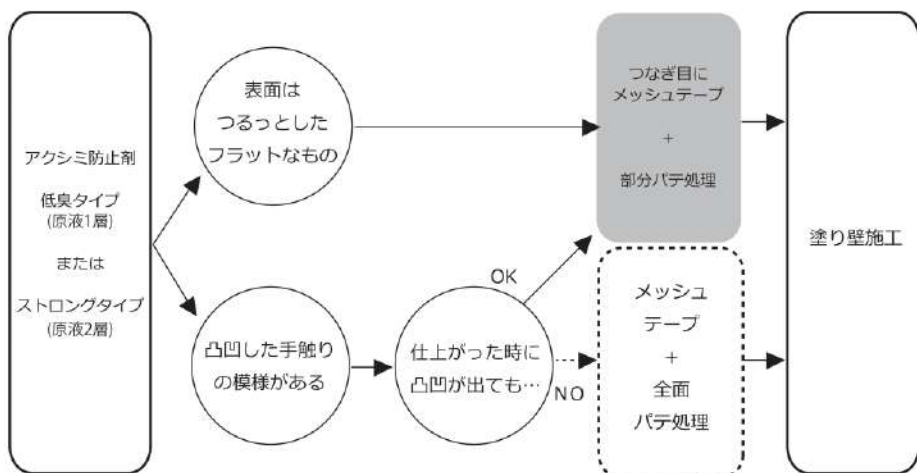 アクシミ防止剤
低臭タイプ
(原液1層)
または
ストロングタイプ
(原液2層)
表面は
つるっとした
フラットなもの
凸凹した手触り
の模様がある
仕上がった時に
凸凹が出ても…
OK
NO
つなぎ目に
メッシュテープ
+
部分パテ処理
メッシュ
テープ
+
全面
パテ処理
塗り壁施工